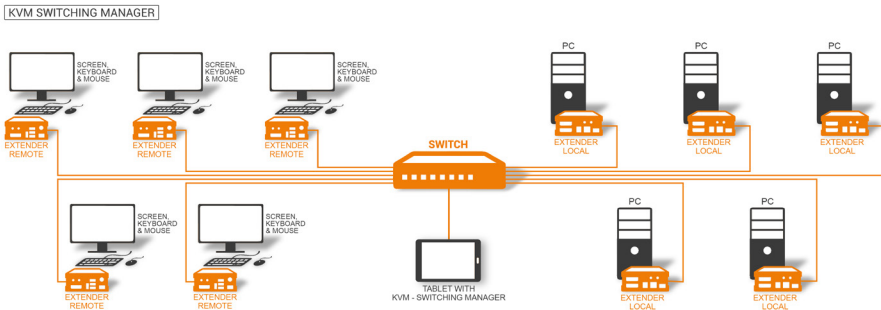 KVM SWITCHING MANAGER
SCREEN,
KEYBOARD
& MOUSE
SCREEN,
KEYBOARD
& MOUSE
SCREEN,
KEYBOARD
& MOUSE
PC
PC
PC
EXTENDER
REMOTE
EXTENDER
REMOTE
EXTENDER
REMOTE
SWITCH
EXTENDER
LOCAL
EXTENDER
LOCAL
EXTENDER
LOCAL
SCREEN,
KEYBOARD
& MOUSE
SCREEN,
KEYBOARD
& MOUSE
PC
PC
EXTENDER
REMOTE
EXTENDER
REMOTE
TABLET WITH
KVM - SWITCHING MANAGER
EXTENDER
LOCAL
EXTENDER
LOCAL